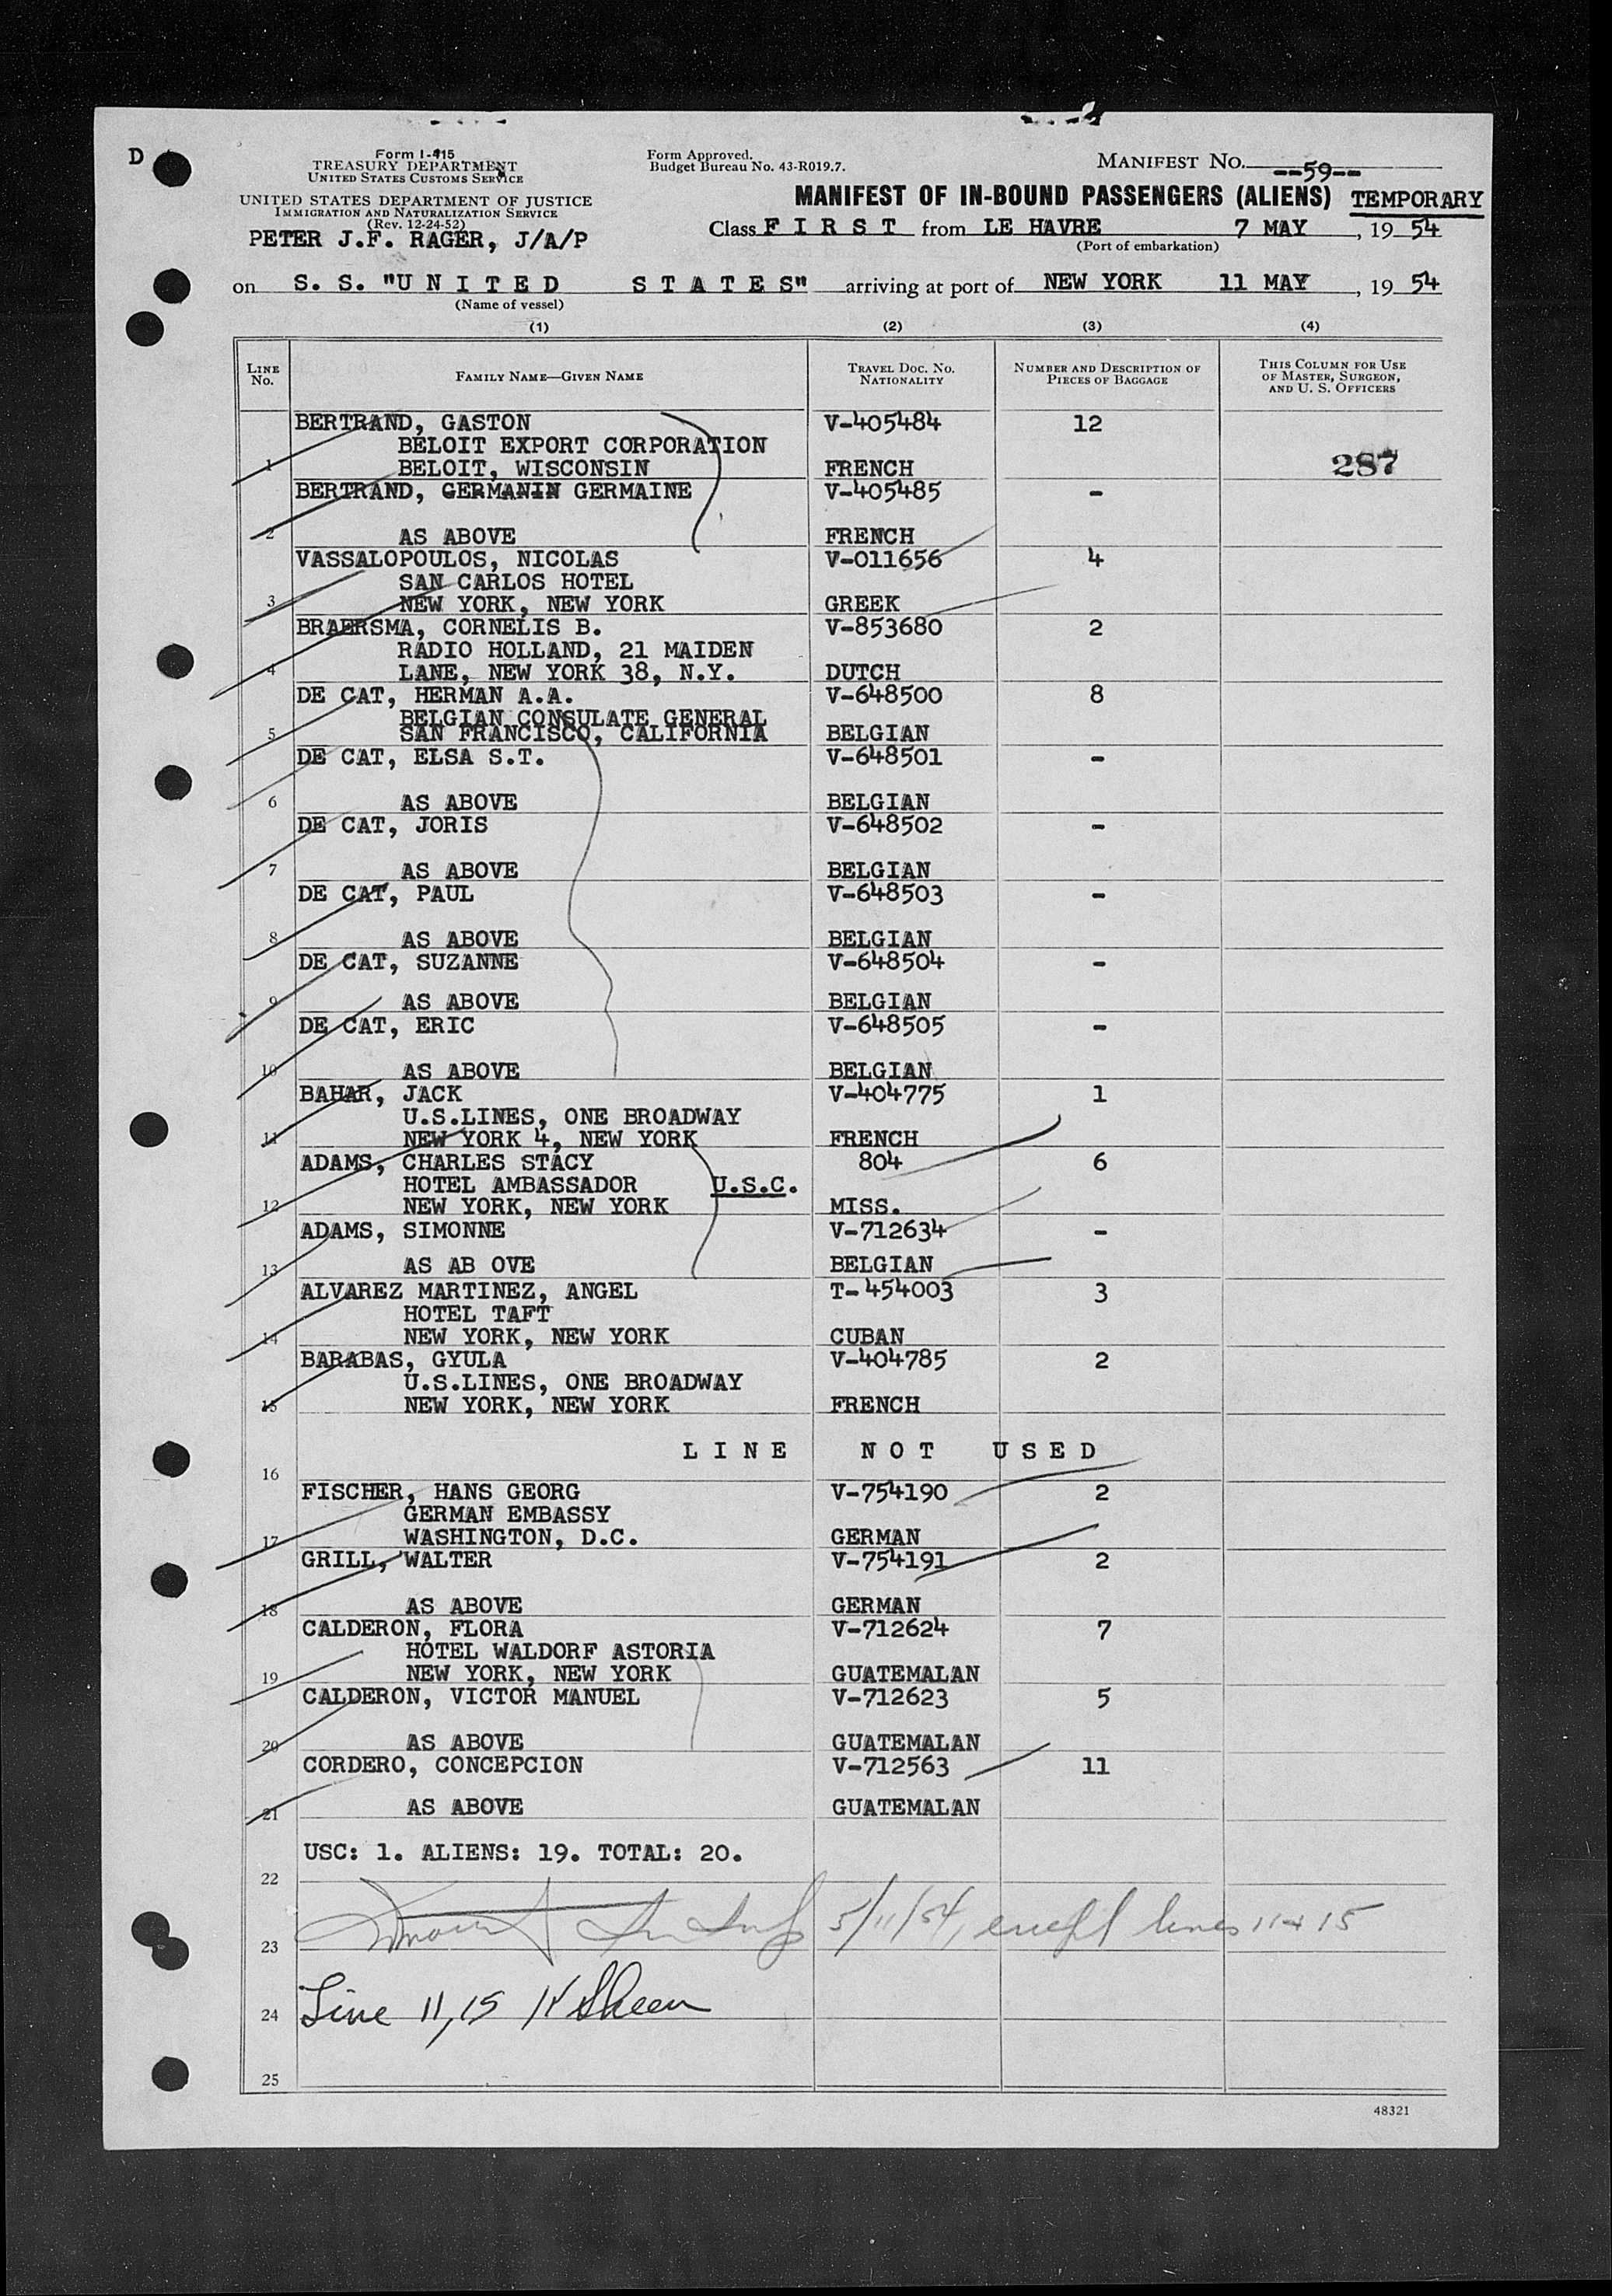 D
Form I-415
TREASURY DEPARTMENT
UNITED STATES CUSTOMS SERVICE
UNITED STATES DEPARTMENT OF JUSTICE
IMMIGRATION AND NATURALIZATION SERVICE
(Rev. 12-24-52)
PETER J.F. RAGER, J/A/P
Form Approved.
Budget Bureau No. 43-R019.7.
MANIFEST NO. --59--
MANIFEST OF IN-BOUND PASSENGERS (ALIENS) TEMPORARY
Class F I R S T from LE HAVRE 7 MAY , 19 54
(Port of embarkation)
on S. S. "U N I T E D S T A T E S" arriving at port of NEW YORK 11 MAY , 19 54
(Name of vessel)
(1) (2) (3) (4)
LINE NO. FAMILY NAME—GIVEN NAME TRAVEL DOC. NO. NATIONALITY NUMBER AND DESCRIPTION OF PIECES OF BAGGAGE THIS COLUMN FOR USE OF MASTER, SURGEON, AND U. S. OFFICERS
BERTRAND, GASTON V-405484 12
BELOIT EXPORT CORPORATION
1 BELOIT, WISCONSIN FRENCH 287
BERTRAND, GERMANIN GERMAINE V-405485 -
2 AS ABOVE FRENCH
VASSALOPOULOS, NICOLAS V-011656 4
SAN CARLOS HOTEL
3 NEW YORK, NEW YORK GREEK
BRAERSMA, CORNELIS B. V-853680 2
RADIO HOLLAND, 21 MAIDEN
4 LANE, NEW YORK 38, N.Y. DUTCH
DE CAT, HERMAN A.A. V-648500 8
BELGIAN CONSULATE GENERAL
5 SAN FRANCISCO, CALIFORNIA BELGIAN
DE CAT, ELSA S.T. V-648501 -
6 AS ABOVE BELGIAN
DE CAT, JORIS V-648502 -
7 AS ABOVE BELGIAN
DE CAT, PAUL V-648503 -
8 AS ABOVE BELGIAN
DE CAT, SUZANNE V-648504 -
9 AS ABOVE BELGIAN
DE CAT, ERIC V-648505 -
10 AS ABOVE BELGIAN
BAHAR, JACK V-404775 1
U.S.LINES, ONE BROADWAY
11 NEW YORK 4, NEW YORK FRENCH
ADAMS, CHARLES STACY 804 6
HOTEL AMBASSADOR U.S.C.
12 NEW YORK, NEW YORK MISS.
ADAMS, SIMONNE V-712634 -
13 AS AB OVE BELGIAN
ALVAREZ MARTINEZ, ANGEL T-454003 3
HOTEL TAFT
14 NEW YORK, NEW YORK CUBAN
BARABAS, GYULA V-404785 2
U.S.LINES, ONE BROADWAY
15 NEW YORK, NEW YORK FRENCH
L I N E N O T U S E D
16
FISCHER, HANS GEORG V-754190 2
GERMAN EMBASSY
17 WASHINGTON, D.C. GERMAN
GRILL, WALTER V-754191 2
18 AS ABOVE GERMAN
CALDERON, FLORA V-712624 7
HOTEL WALDORF ASTORIA
19 NEW YORK, NEW YORK GUATEMALAN
CALDERON, VICTOR MANUEL V-712623 5
20 AS ABOVE GUATEMALAN
CORDERO, CONCEPCION V-712563 11
21 AS ABOVE GUATEMALAN
USC: 1. ALIENS: 19. TOTAL: 20.
22
23 5/11/54, except lines 11 & 15
24 Line 11, 15
25
48321